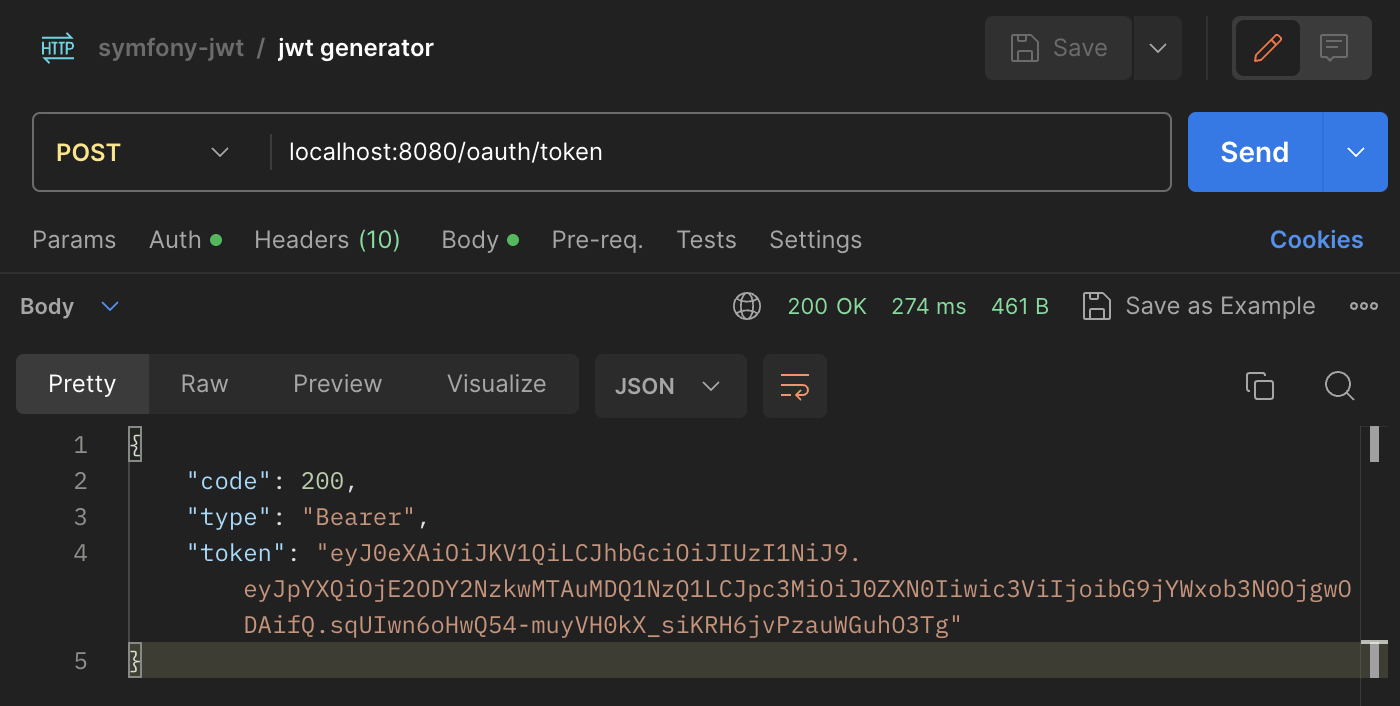 HTTP symfony-jwt / jwt generator Save
POST localhost:8080/oauth/token Send
Params Auth Headers (10) Body Pre-req. Tests Settings Cookies
Body 200 OK 274 ms 461 B Save as Example
Pretty Raw Preview Visualize JSON
1 {
2 "code": 200,
3 "type": "Bearer",
4 "token": "eyJ0eXAiOiJKV1QiLCJhbGciOiJIUzI1NiJ9.
eyJpYXQiOjE2ODY2NzkwMTAuMDQ1NzQ1LCJpc3MiOiJ0ZXN0Iiwic3ViIjoibG9jYWxob3N0OjgwO
DAifQ.sqUIwn6oHwQ54-muyVH0kX_siKRH6jvPzauWGuhO3Tg"
5 }